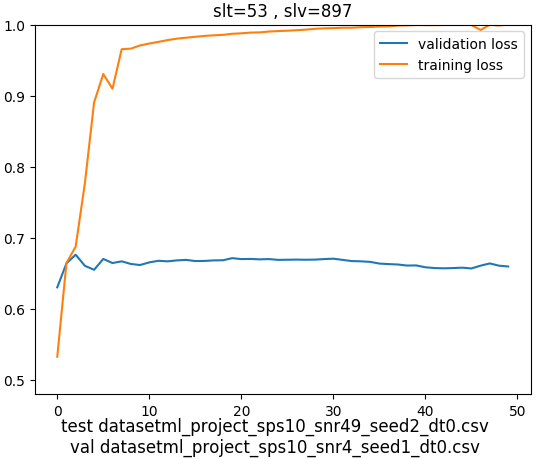 slt=53 , slv=897
validation loss
training loss
1.0
0.9
0.8
0.7
0.6
0.5
0 10 20 30 40 50
test datasetml_project_sps10_snr49_seed2_dt0.csv
val datasetml_project_sps10_snr4_seed1_dt0.csv